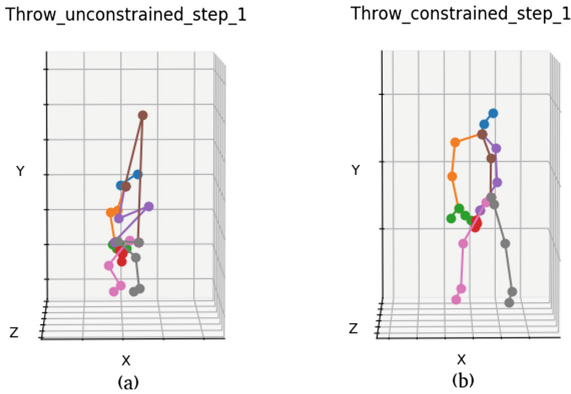 Throw_unconstrained_step_1
Throw_constrained_step_1
Y
Y
Z
Z
X
X
(a)
(b)